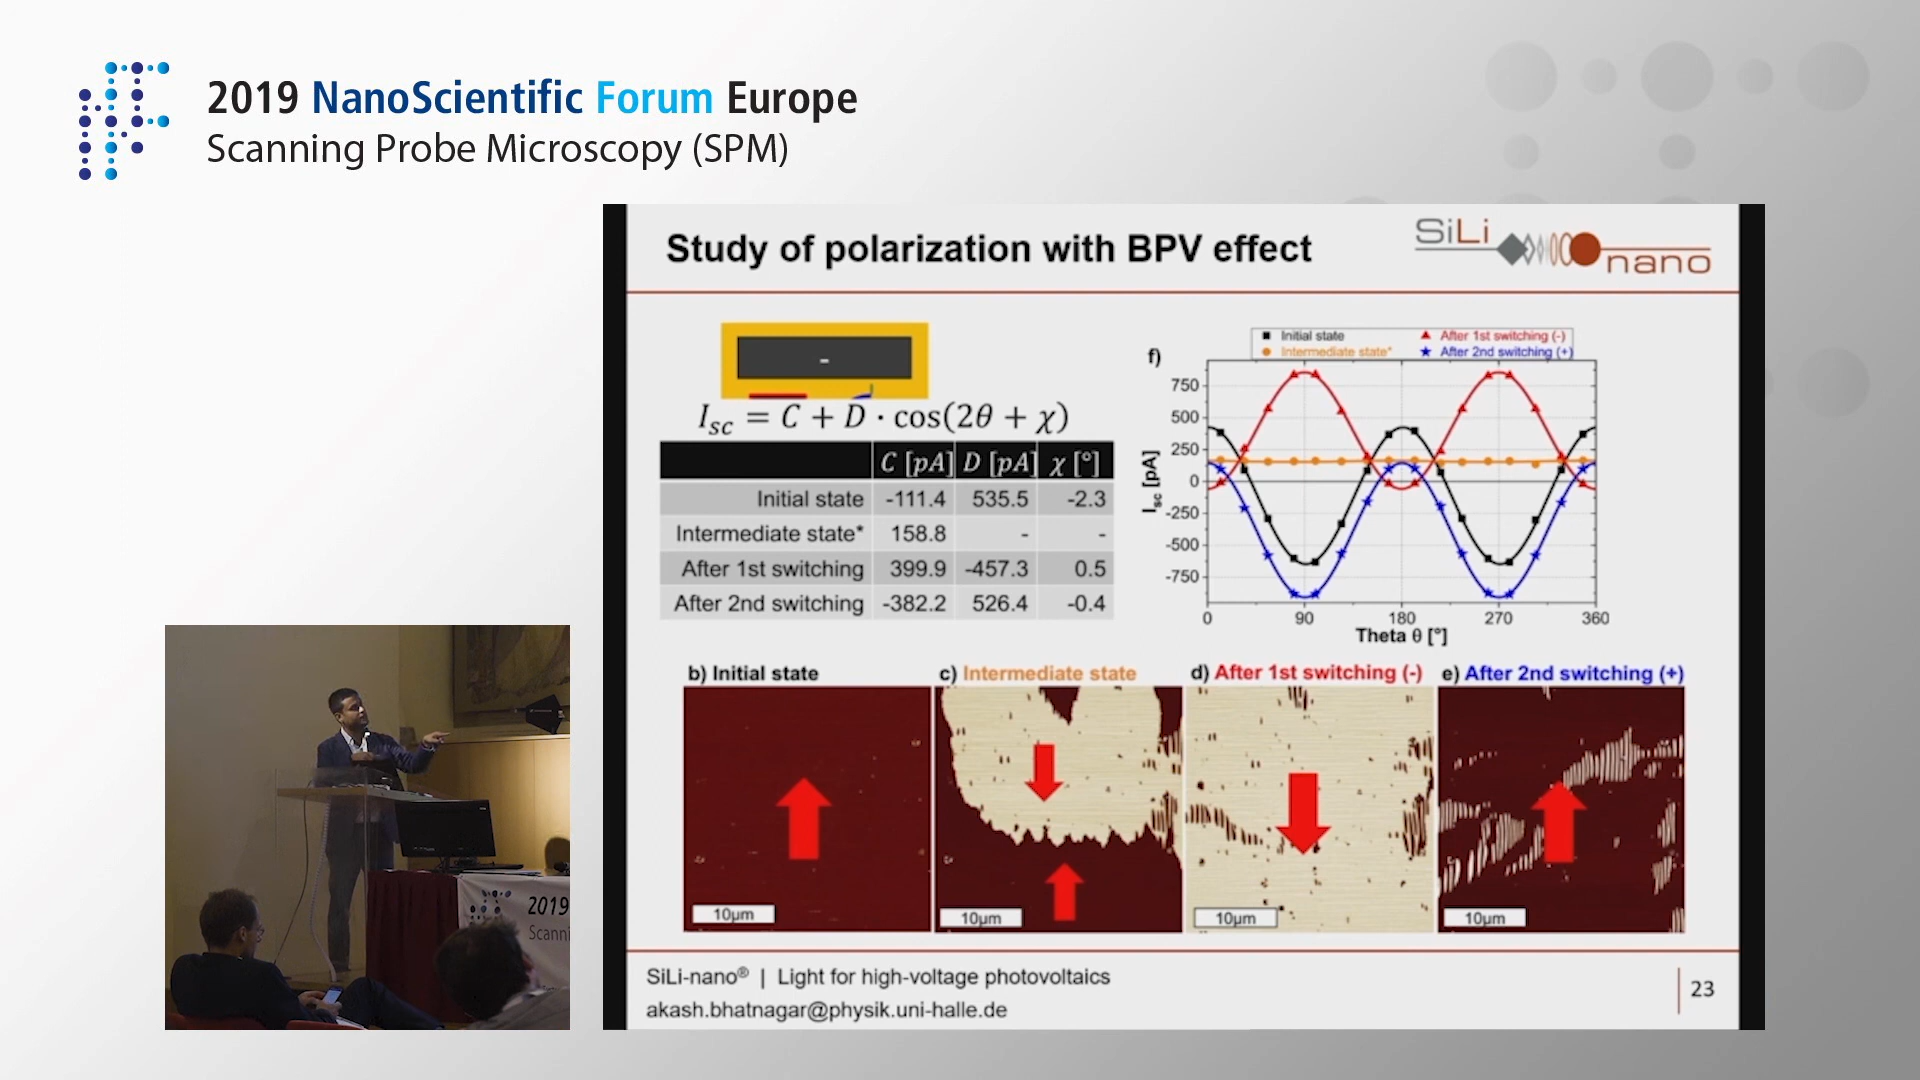 2019 NanoScientific Forum Europe
Scanning Probe Microscopy (SPM)
Study of polarization with BPV effect
SiLi
nano
-
I_sc = C + D · cos(2θ + χ)
C [pA] D [pA] χ [°]
Initial state -111.4 535.5 -2.3
Intermediate state* 158.8 - -
After 1st switching 399.9 -457.3 0.5
After 2nd switching -382.2 526.4 -0.4
f)
Initial state After 1st switching (-)
Intermediate state* After 2nd switching (+)
750
500
250
0
-250
-500
-750
I_sc [pA]
0 90 180 270 360
Theta θ [°]
b) Initial state
c) Intermediate state
d) After 1st switching (-)
e) After 2nd switching (+)
10µm
10µm
10µm
10µm
SiLi-nano® | Light for high-voltage photovoltaics
akash.bhatnagar@physik.uni-halle.de
23
2019
Scanni